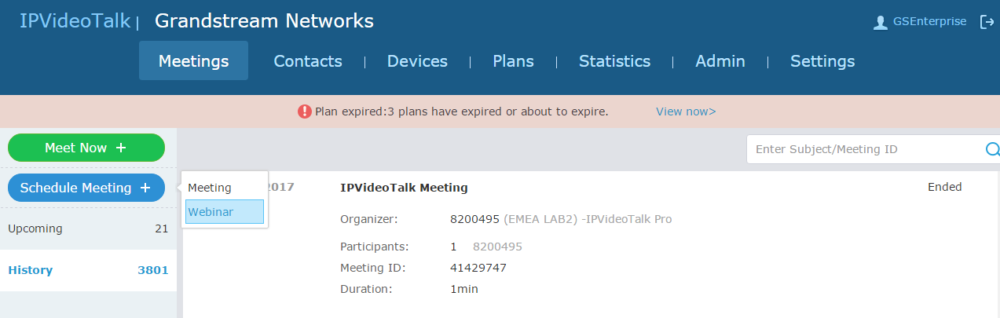 IPVideoTalk | Grandstream Networks
GSEnterprise
Meetings Contacts | Devices | Plans | Statistics | Admin | Settings
Plan expired:3 plans have expired or about to expire. View now>
Meet Now +
Enter Subject/Meeting ID
Schedule Meeting +
Meeting
Webinar
2017 IPVideoTalk Meeting Ended
Organizer: 8200495 (EMEA LAB2) -IPVideoTalk Pro
Upcoming 21
Participants: 1 8200495
History 3801
Meeting ID: 41429747
Duration: 1min